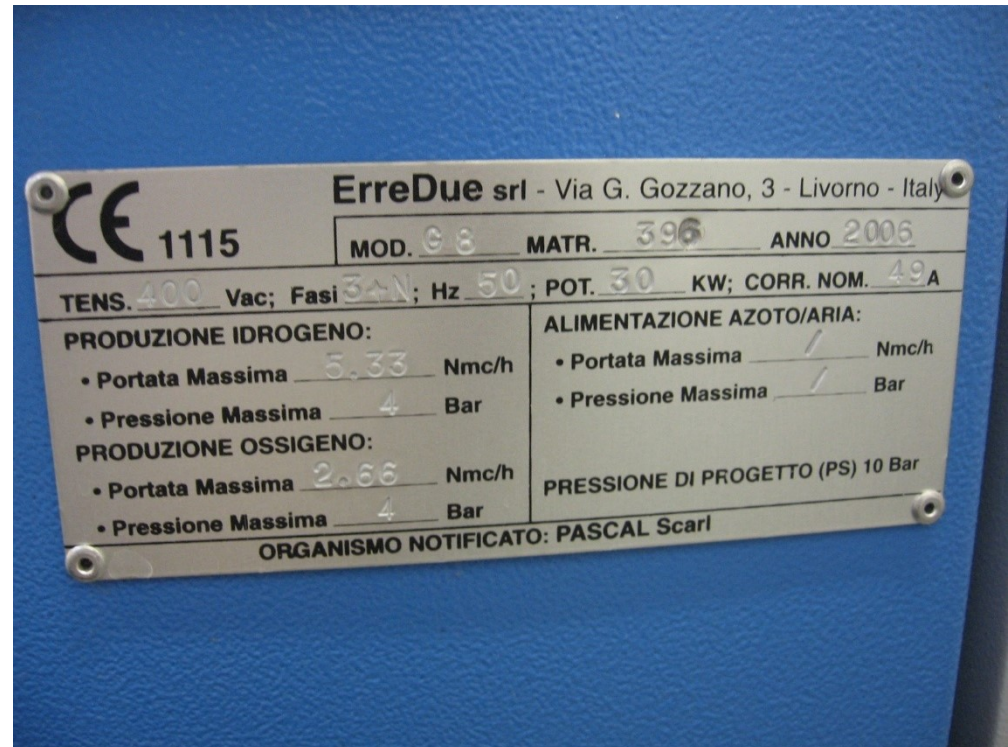 CE 1115
ErreDue srl - Via G. Gozzano, 3 - Livorno - Italy
MOD. G 8 MATR. 396 ANNO 2006
TENS. 400 Vac; Fasi 3+N; Hz 50; POT. 30 KW; CORR. NOM. 49 A
PRODUZIONE IDROGENO:
• Portata Massima 5.33 Nmc/h
• Pressione Massima 4 Bar
PRODUZIONE OSSIGENO:
• Portata Massima 2.66 Nmc/h
• Pressione Massima 4 Bar
ALIMENTAZIONE AZOTO/ARIA:
• Portata Massima / Nmc/h
• Pressione Massima / Bar
PRESSIONE DI PROGETTO (PS) 10 Bar
ORGANISMO NOTIFICATO: PASCAL Scarl